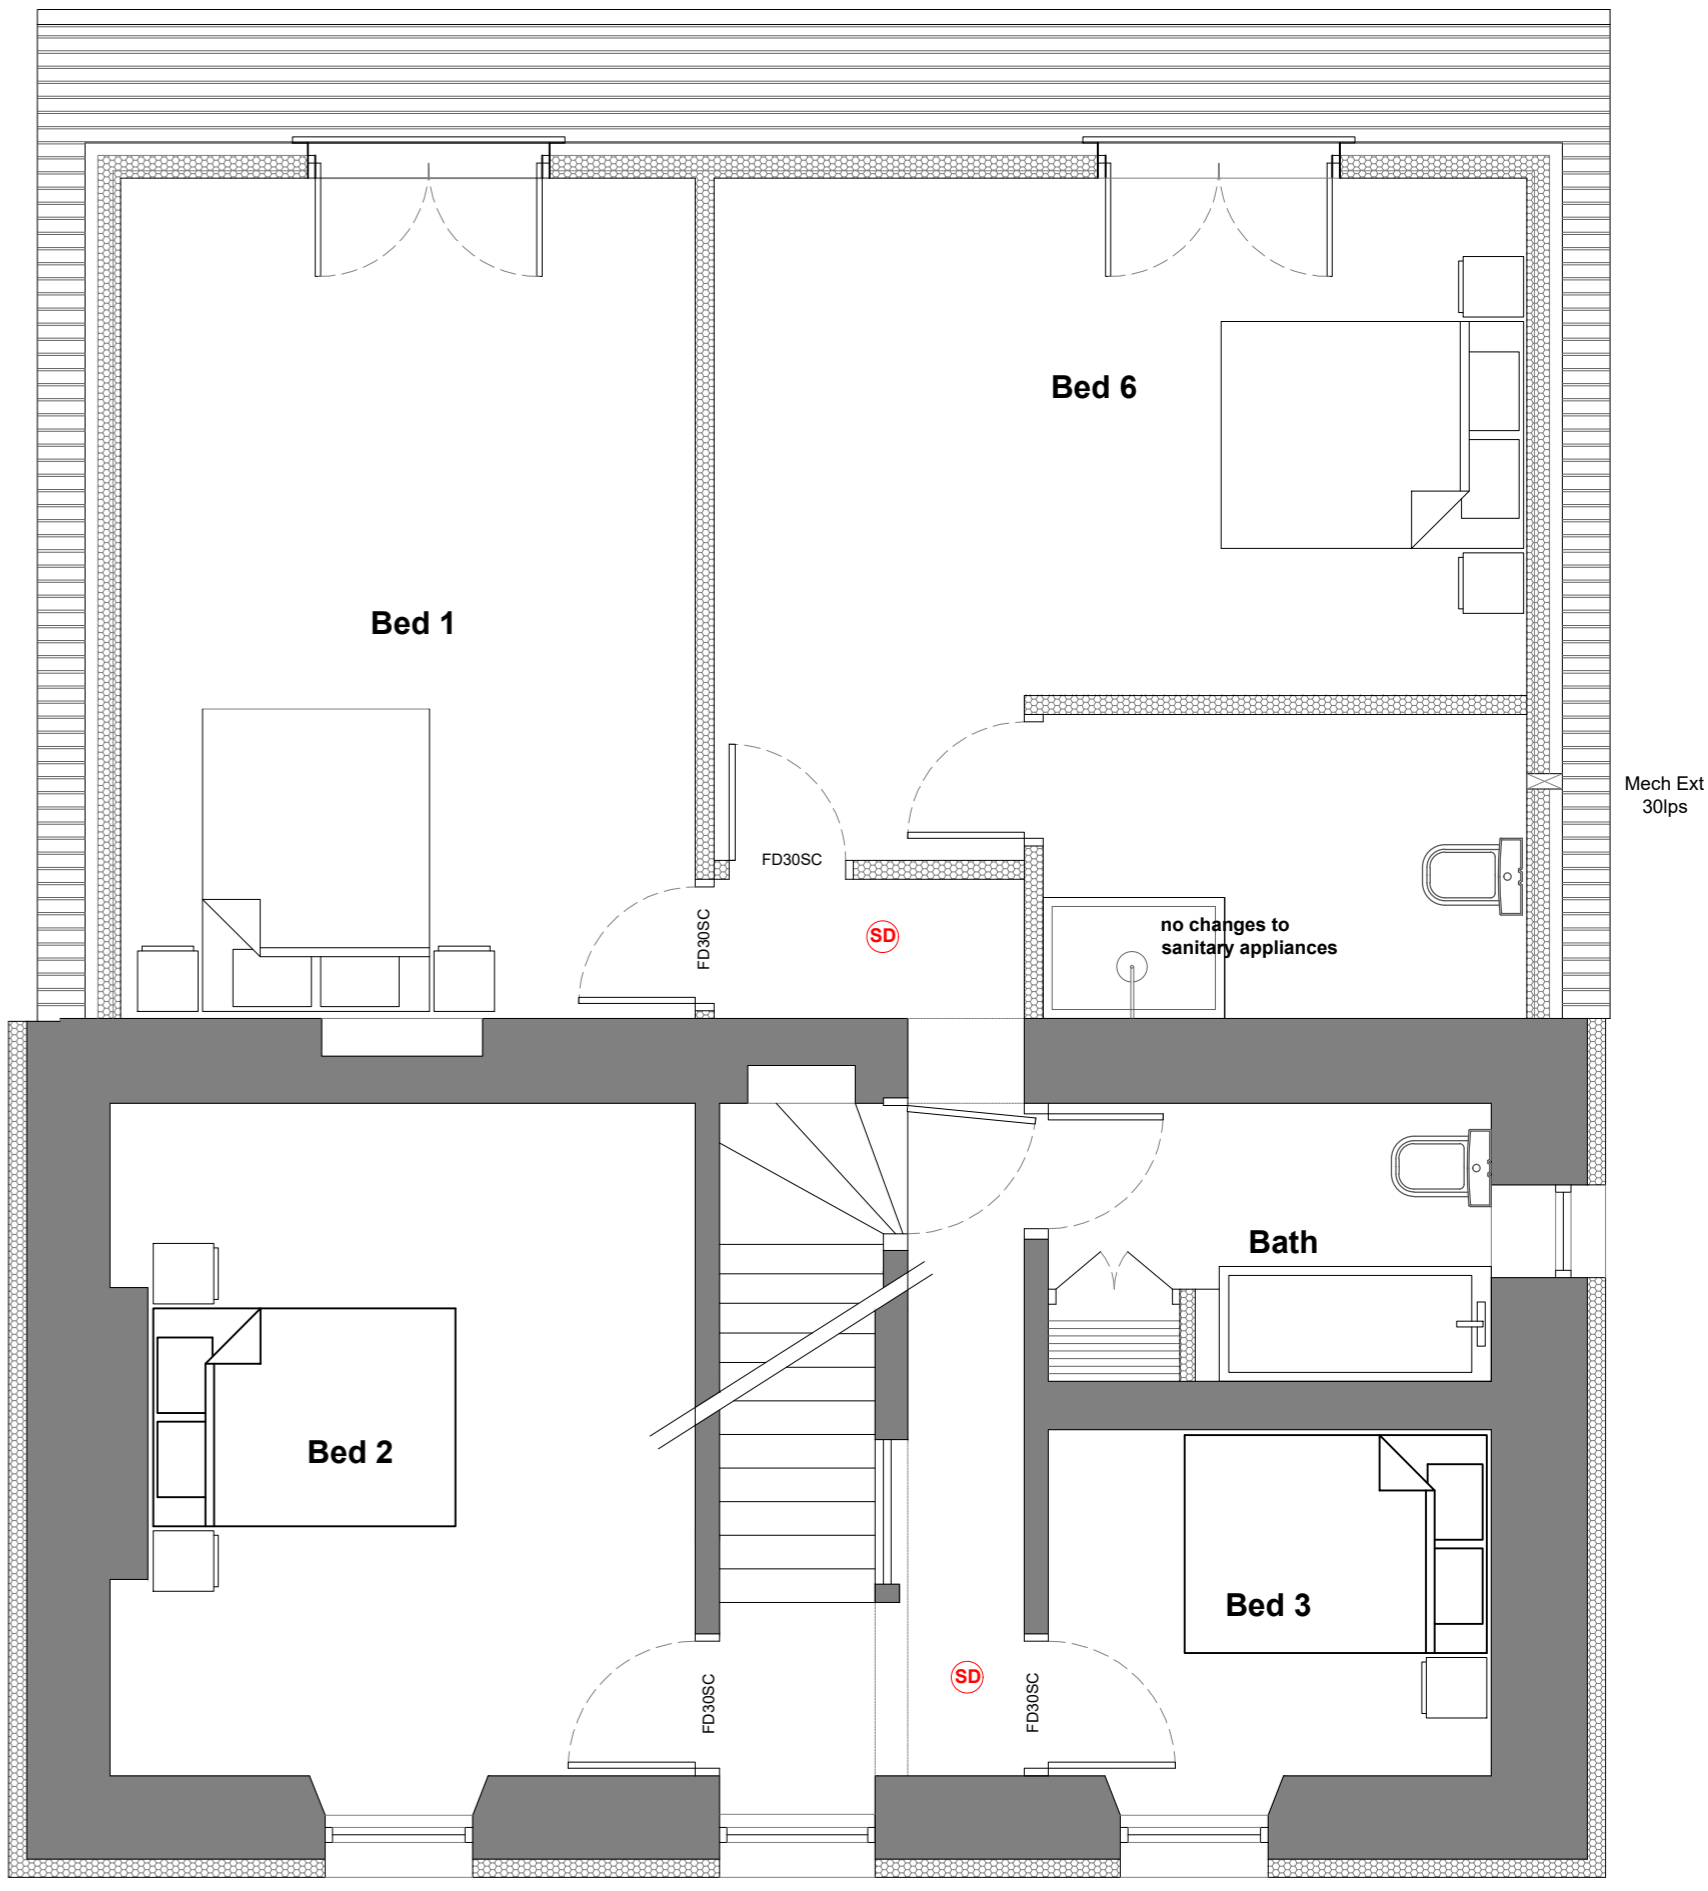 Bed 6
Bed 1
Mech Ext
30lps
FD30SC
FD30SC
SD
no changes to
sanitary appliances
Bath
Bed 2
Bed 3
SD
FD30SC
FD30SC